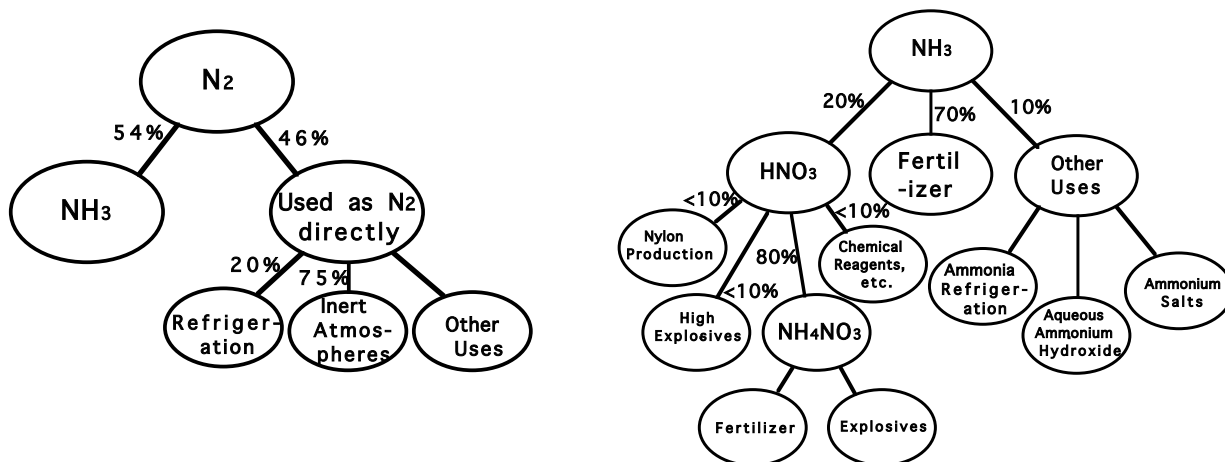 N2
54%
46%
NH3
Used as N2
directly
20%
75%
Refriger-
ation
Inert
Atmos-
pheres
Other
Uses
NH3
20%
70%
10%
HNO3
Fertil
-izer
Other
Uses
<10%
<10%
80%
<10%
Nylon
Production
Chemical
Reagents,
etc.
High
Explosives
NH4NO3
Ammonia
Refriger-
ation
Aqueous
Ammonium
Hydroxide
Ammonium
Salts
Fertilizer
Explosives